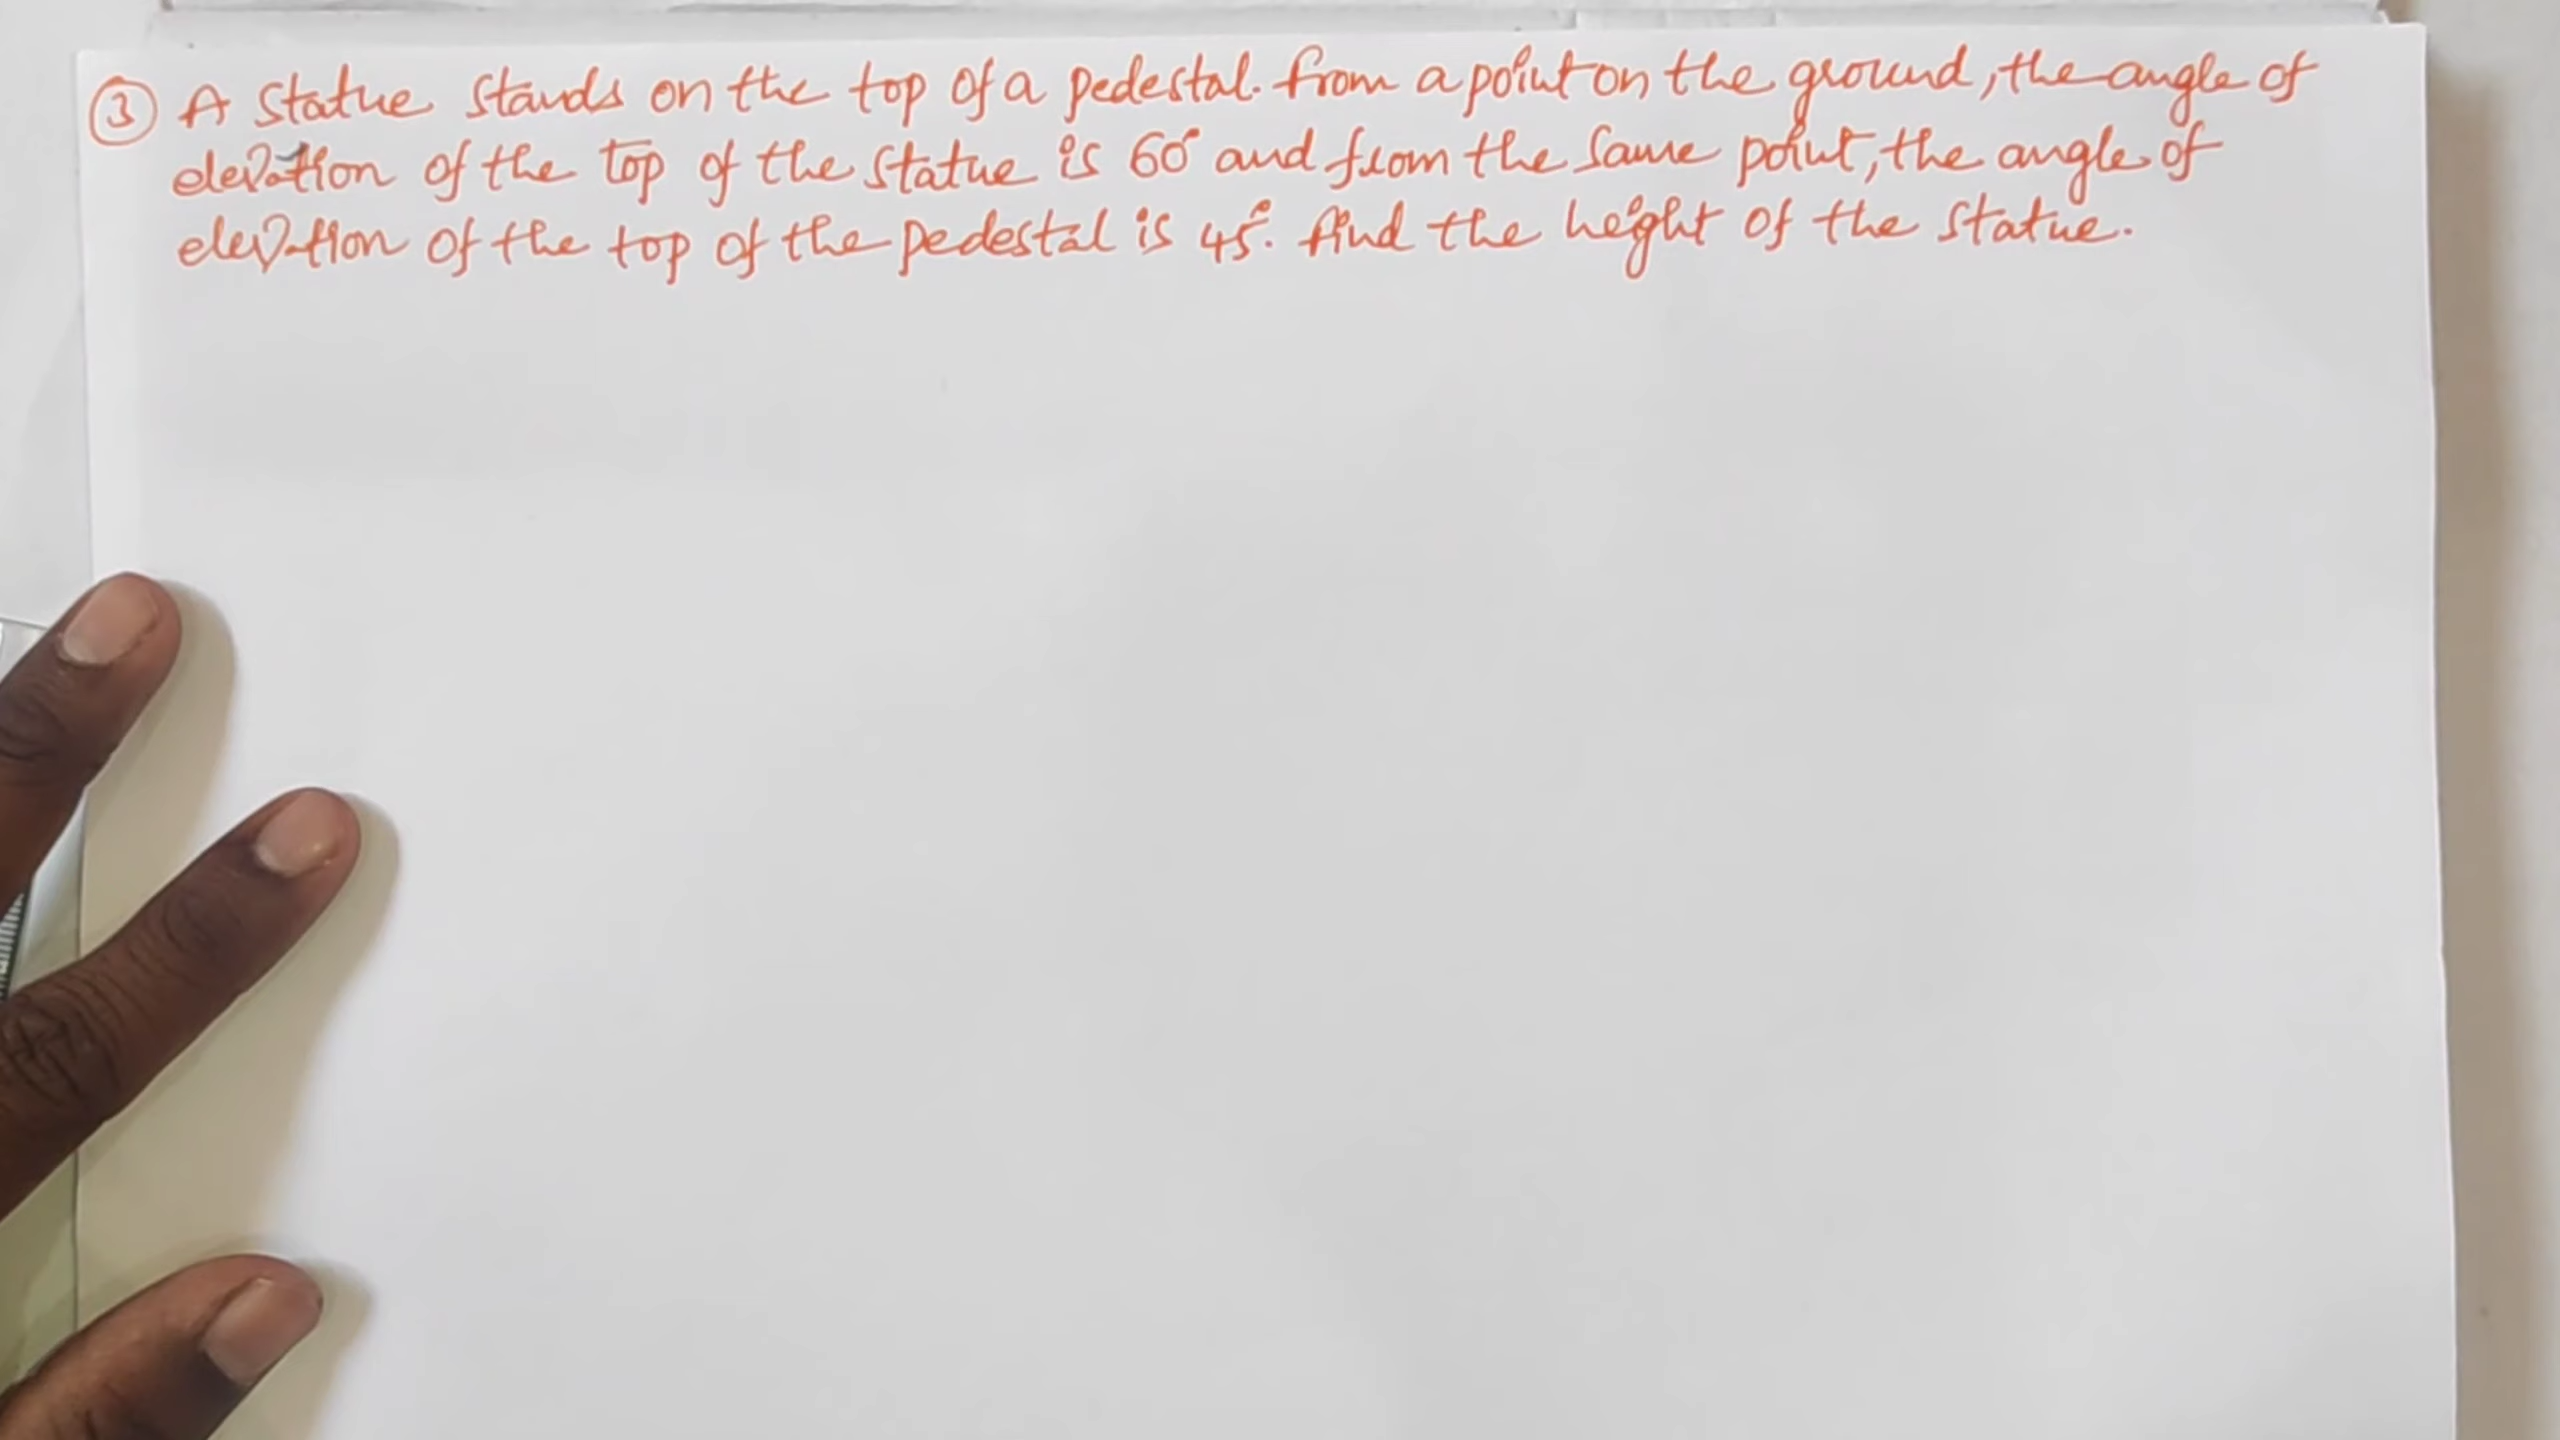 ③ A statue stands on the top of a pedestal. from a point on the ground, the angle of
elevation of the top of the statue is 60° and from the same point, the angle of
elevation of the top of the pedestal is 45°. find the height of the statue.